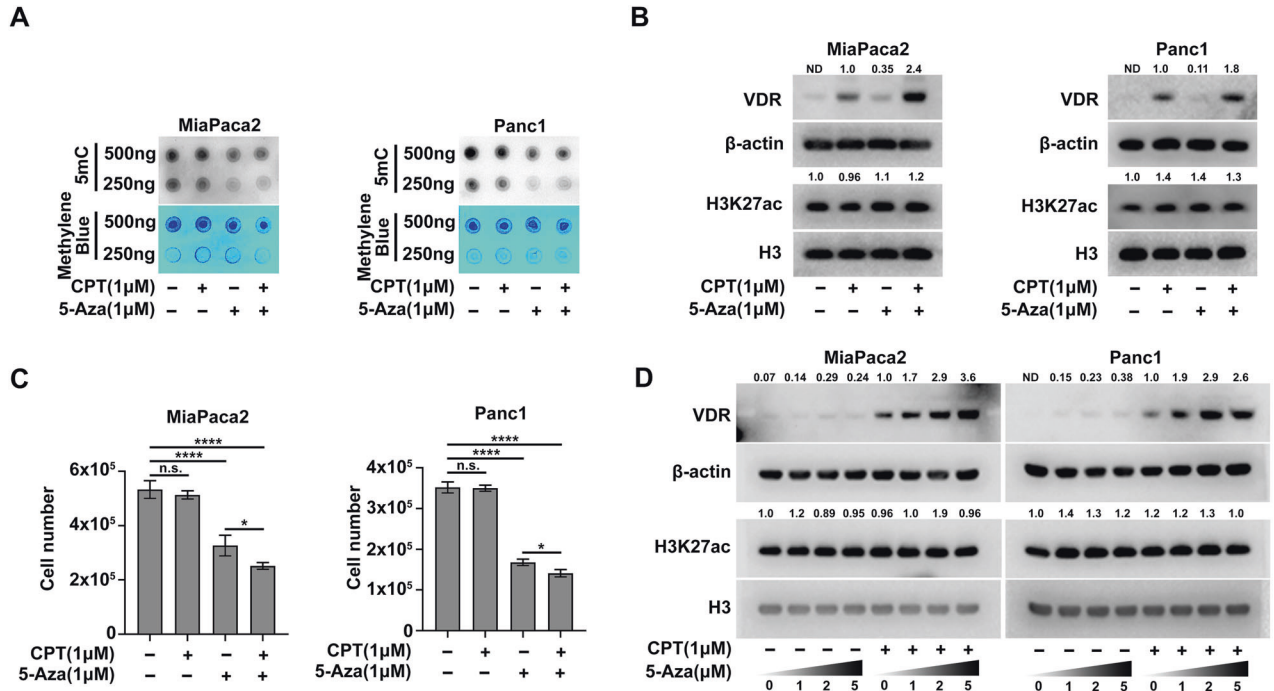 A
MiaPaca2
5mC
500ng
250ng
Methylene Blue
500ng
250ng
CPT(1μM) − + − +
5-Aza(1μM) − − + +
Panc1
5mC
500ng
250ng
Methylene Blue
500ng
250ng
CPT(1μM) − + − +
5-Aza(1μM) − − + +
B
MiaPaca2
ND 1.0 0.35 2.4
VDR
β-actin
1.0 0.96 1.1 1.2
H3K27ac
H3
CPT(1μM) − + − +
5-Aza(1μM) − − + +
Panc1
ND 1.0 0.11 1.8
VDR
β-actin
1.0 1.4 1.4 1.3
H3K27ac
H3
CPT(1μM) − + − +
5-Aza(1μM) − − + +
C
MiaPaca2
****
****
n.s.
*
Cell number
6x10⁵
4x10⁵
2x10⁵
0
CPT(1μM) − + − +
5-Aza(1μM) − − + +
Panc1
****
****
n.s.
*
Cell number
4x10⁵
3x10⁵
2x10⁵
1x10⁵
0
CPT(1μM) − + − +
5-Aza(1μM) − − + +
D
MiaPaca2 Panc1
0.07 0.14 0.29 0.24 1.0 1.7 2.9 3.6 ND 0.15 0.23 0.38 1.0 1.9 2.9 2.6
VDR
β-actin
1.0 1.2 0.89 0.95 0.96 1.0 1.9 0.96 1.0 1.4 1.3 1.2 1.2 1.2 1.3 1.0
H3K27ac
H3
CPT(1μM) − − − − + + + + − − − − + + + +
5-Aza(1μM)
0 1 2 5 0 1 2 5 0 1 2 5 0 1 2 5